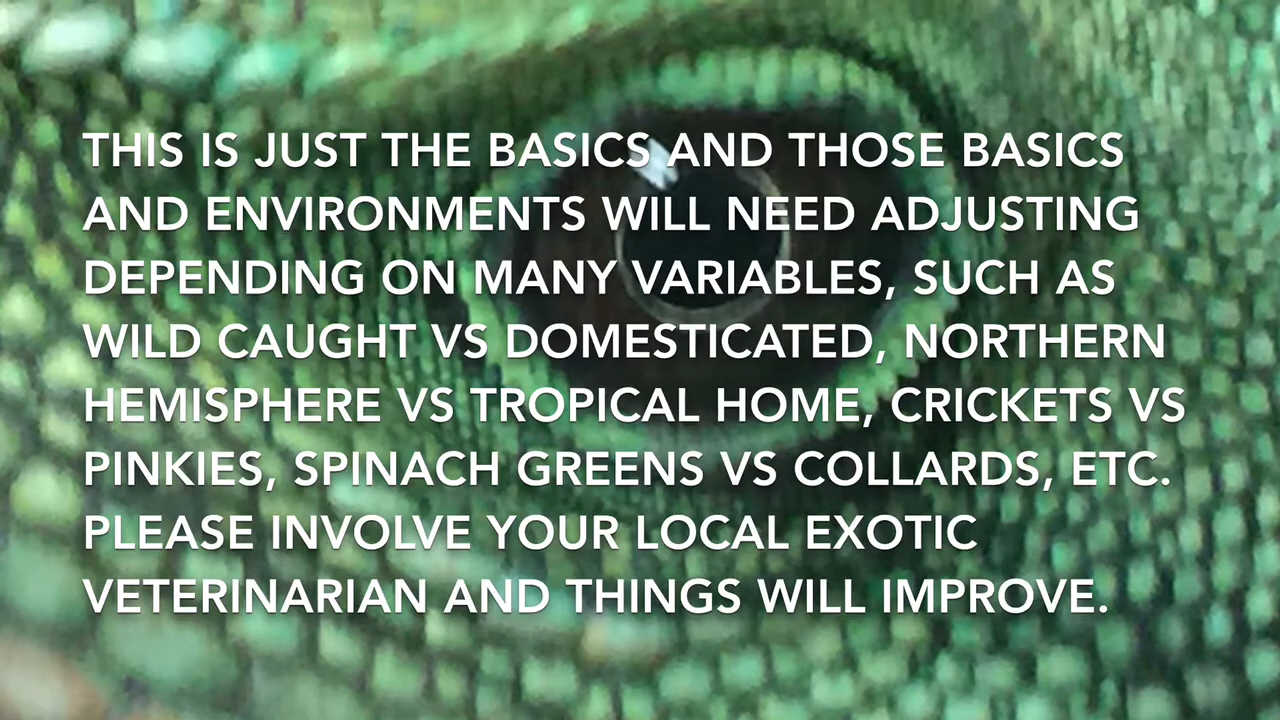 THIS IS JUST THE BASICS AND THOSE BASICS
AND ENVIRONMENTS WILL NEED ADJUSTING
DEPENDING ON MANY VARIABLES, SUCH AS
WILD CAUGHT VS DOMESTICATED, NORTHERN
HEMISPHERE VS TROPICAL HOME, CRICKETS VS
PINKIES, SPINACH GREENS VS COLLARDS, ETC.
PLEASE INVOLVE YOUR LOCAL EXOTIC
VETERINARIAN AND THINGS WILL IMPROVE.